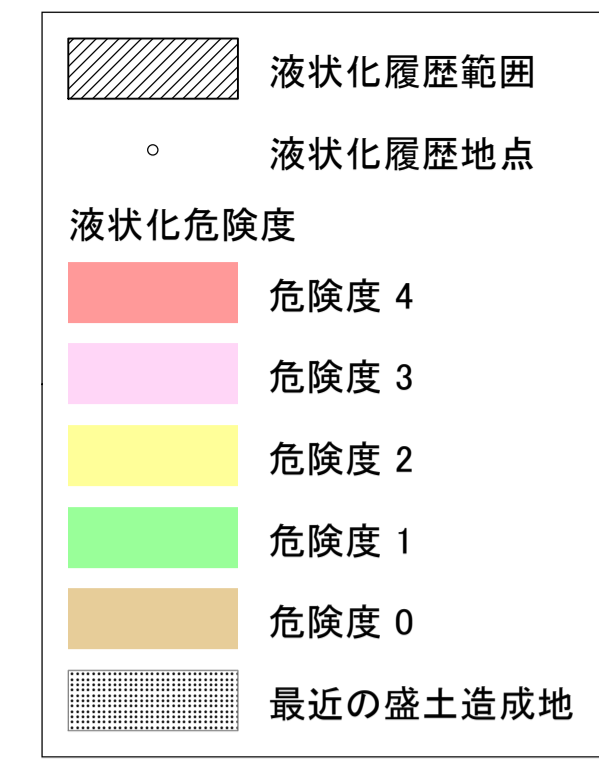 液状化履歴範囲
液状化履歴地点
液状化危険度
危険度 4
危険度 3
危険度 2
危険度 1
危険度 0
最近の盛土造成地